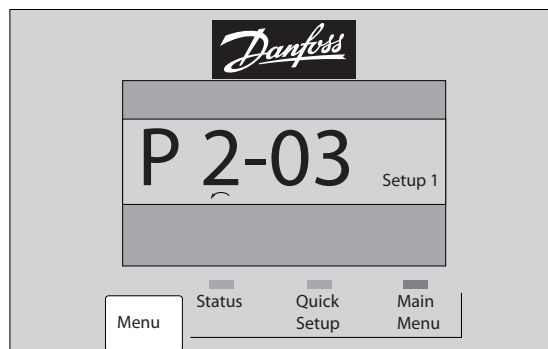 Danfoss
P 2-03
Setup 1
Status
Quick
Setup
Main
Menu
Menu